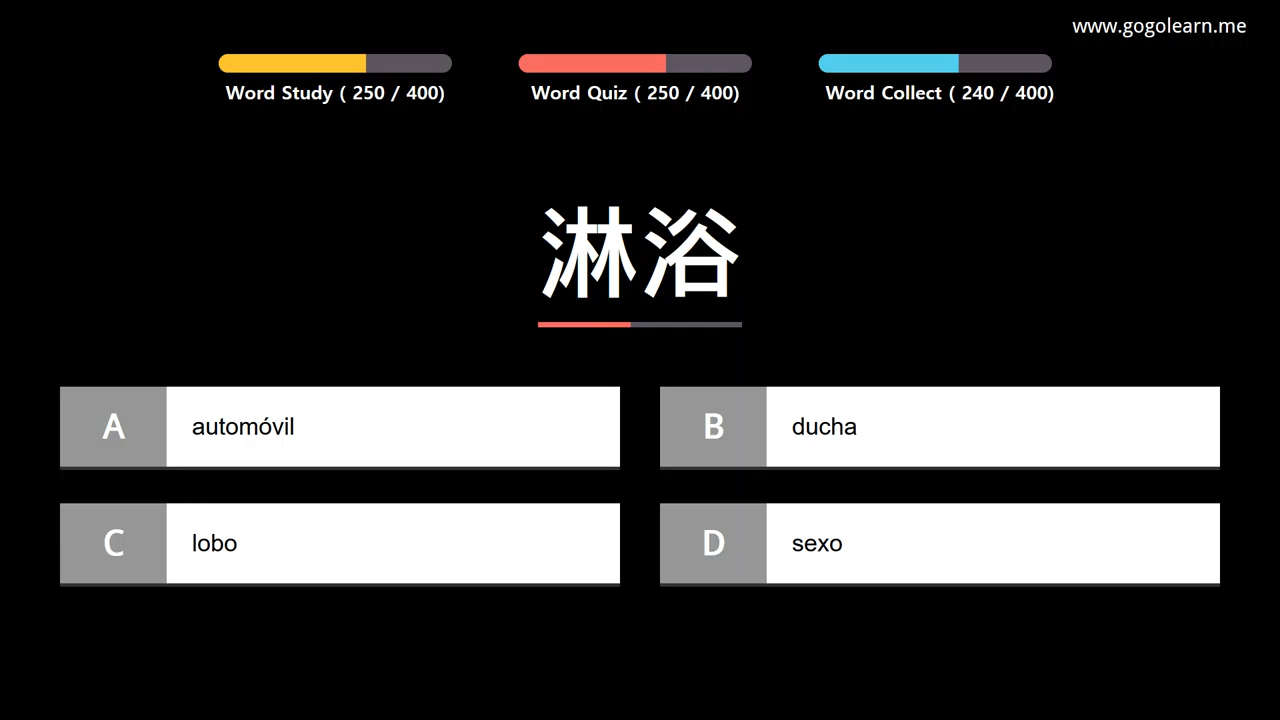 www.gogolearn.me
Word Study ( 250 / 400)
Word Quiz ( 250 / 400)
Word Collect ( 240 / 400)
淋浴
A automóvil
B ducha
C lobo
D sexo